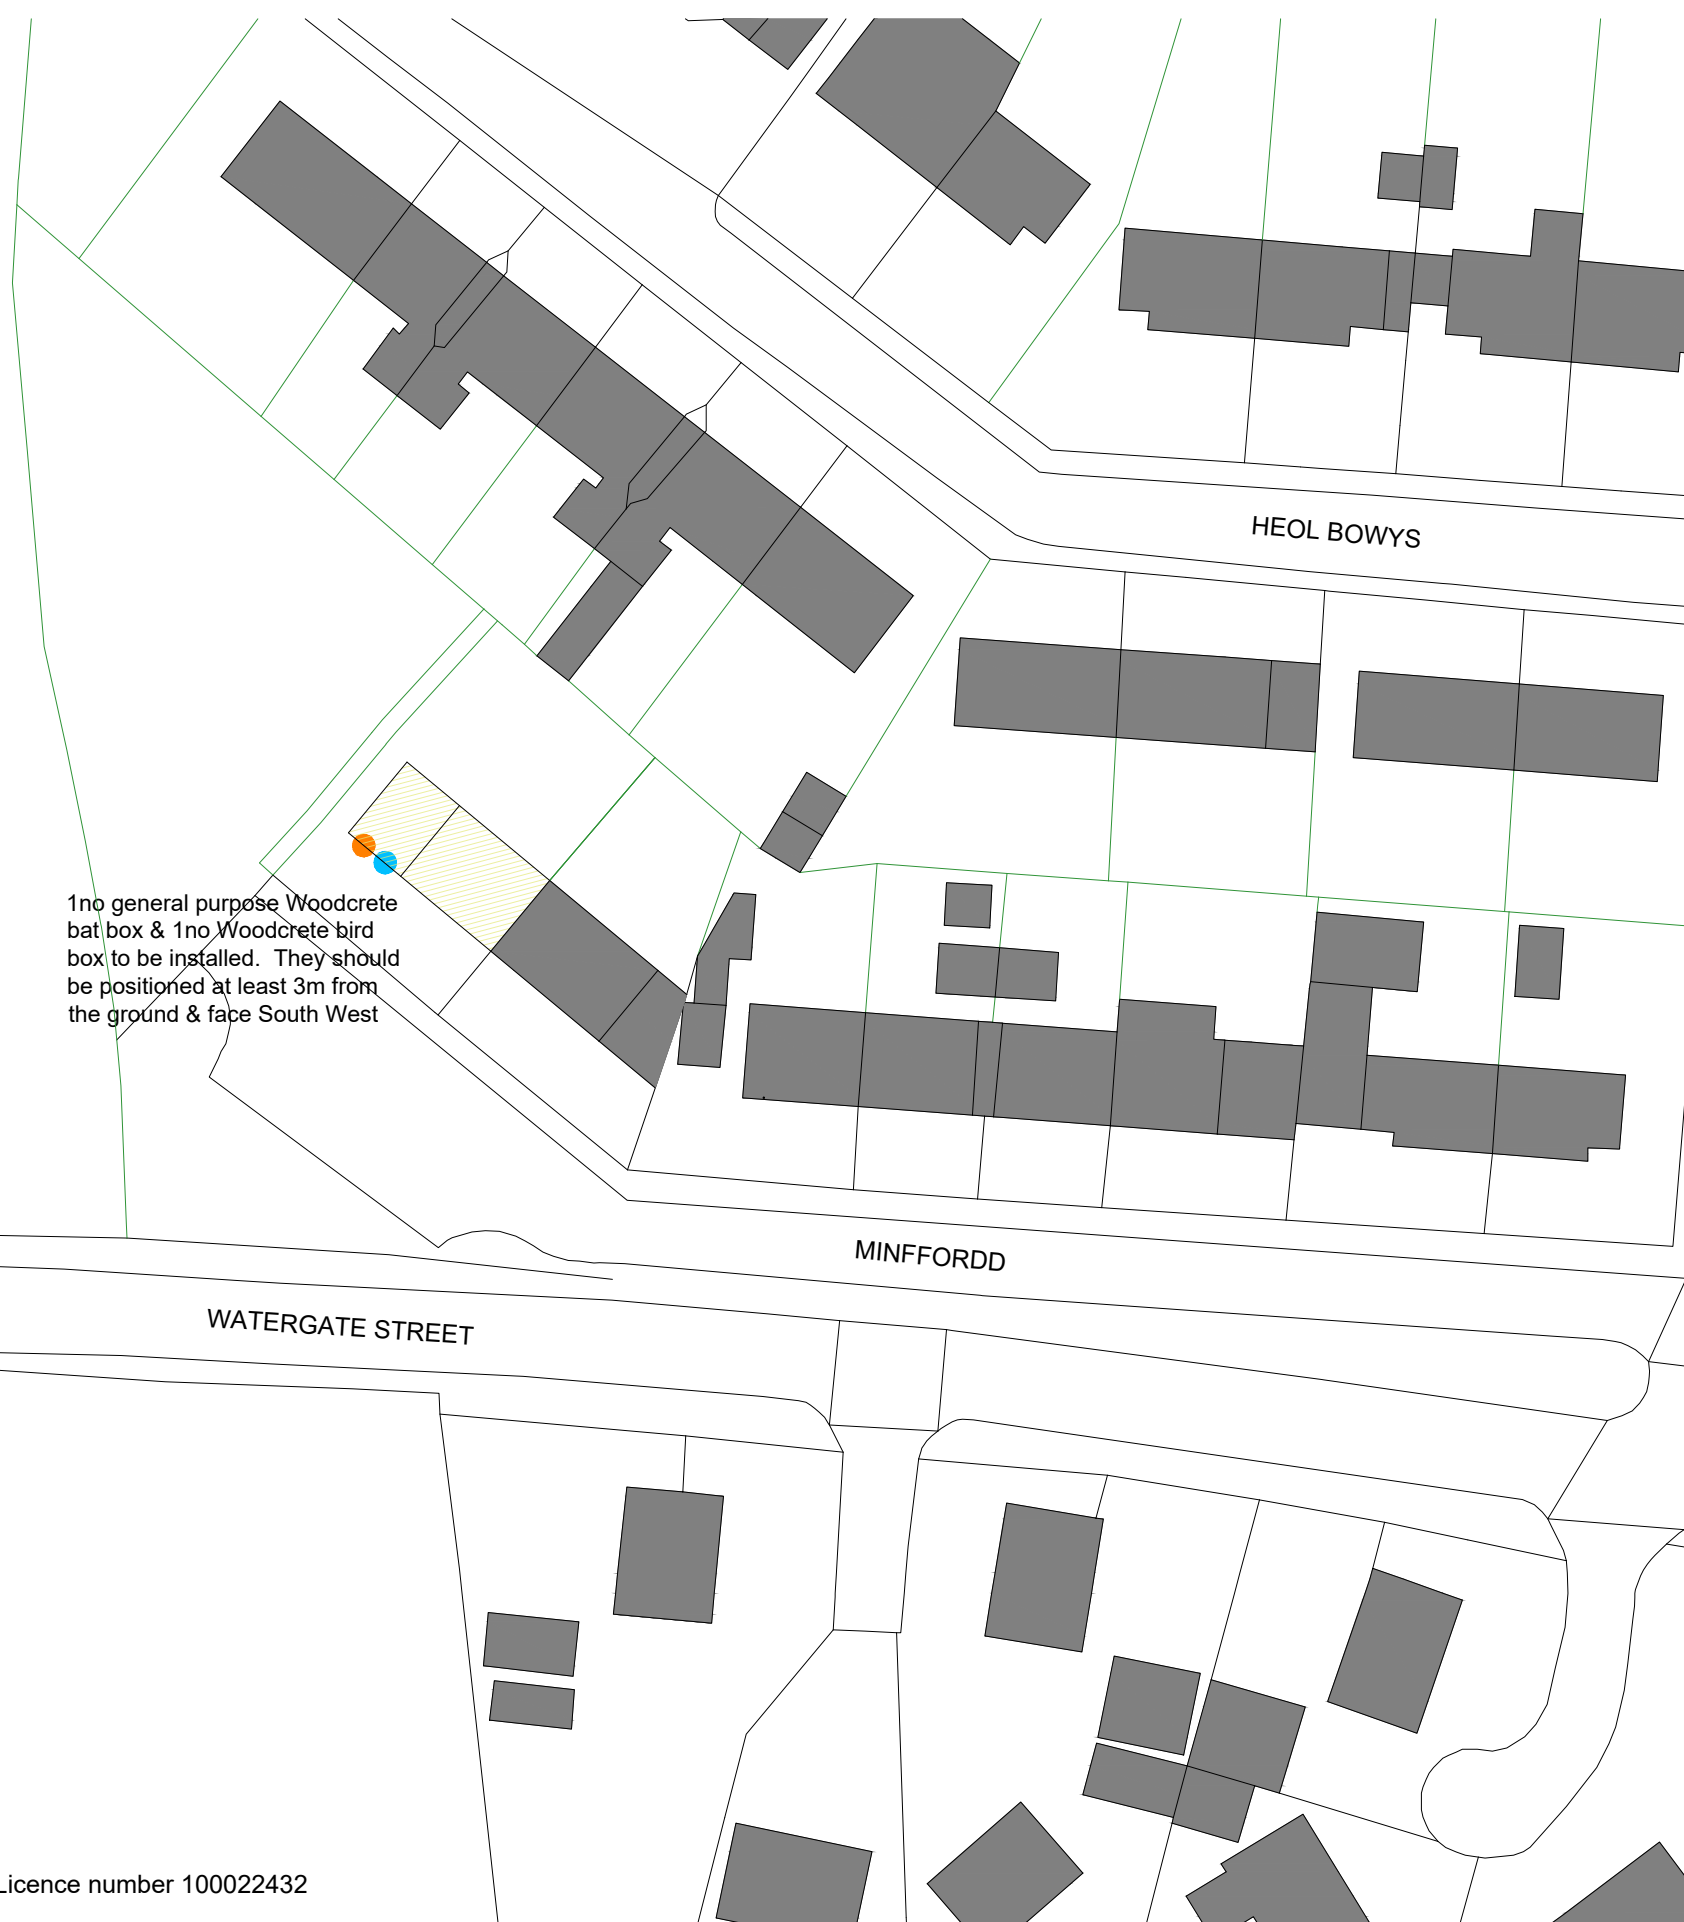 HEOL BOWYS
1no general purpose Woodcrete
bat box & 1no Woodcrete bird
box to be installed.  They should
be positioned at least 3m from
the ground & face South West
MINFFORDD
WATERGATE STREET
Licence number 100022432